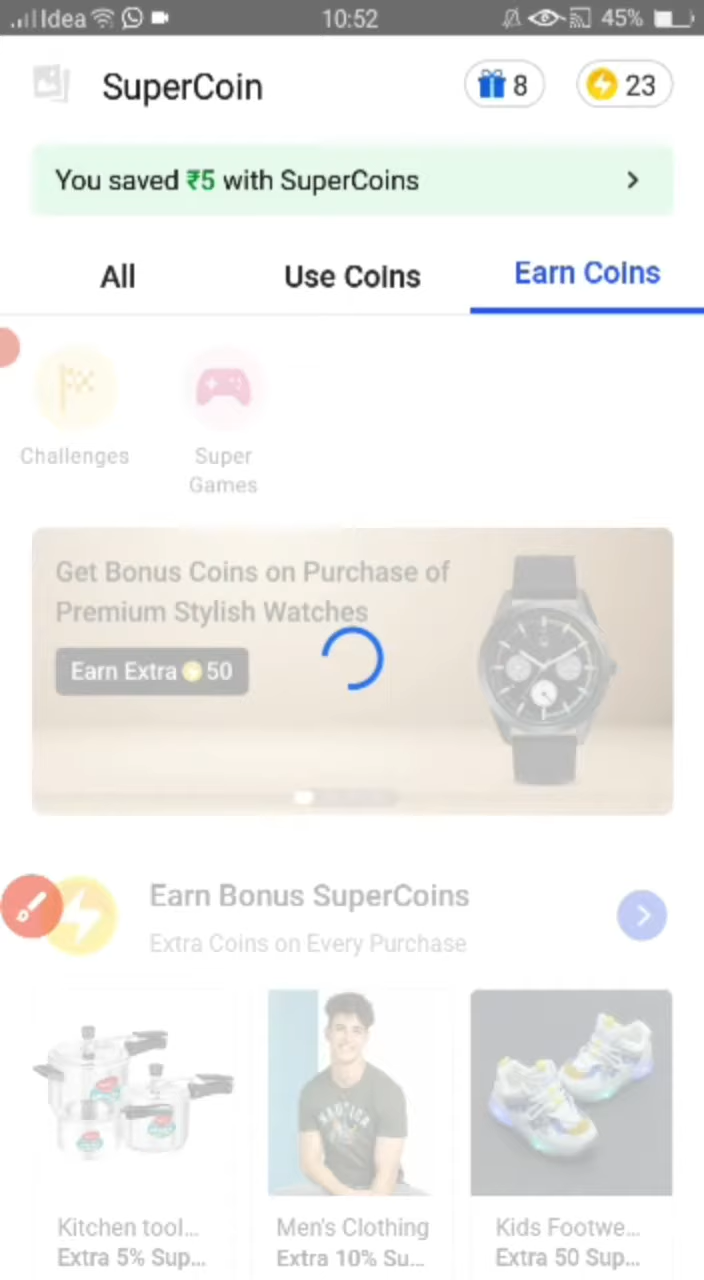 Idea 10:52 45%
SuperCoin 8 23
You saved ₹5 with SuperCoins
All Use Coins Earn Coins
Challenges Super
Games
Get Bonus Coins on Purchase of
Premium Stylish Watches
Earn Extra 50
Earn Bonus SuperCoins
Extra Coins on Every Purchase
Kitchen tool... Men's Clothing Kids Footwe...
Extra 5% Sup... Extra 10% Su... Extra 50 Sup...